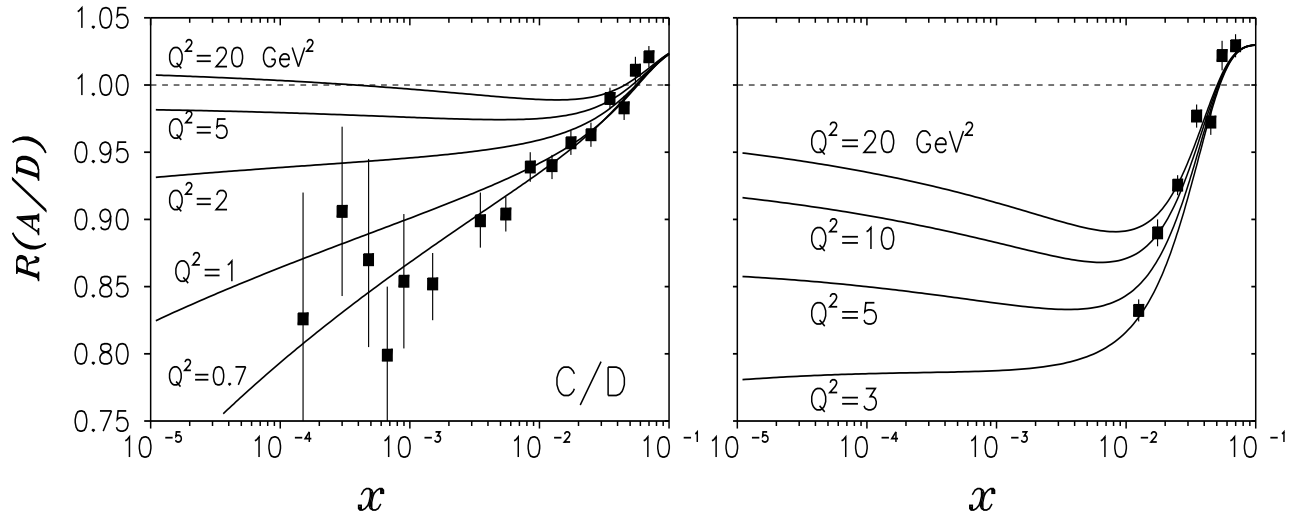 R(A/D)
1.05
1.00
0.95
0.90
0.85
0.80
0.75
Q²=20 GeV²
Q²=5
Q²=2
Q²=1
Q²=0.7
C/D
10⁻⁵ 10⁻⁴ 10⁻³ 10⁻² 10⁻¹
x
Q²=20 GeV²
Q²=10
Q²=5
Q²=3
10⁻⁵ 10⁻⁴ 10⁻³ 10⁻² 10⁻¹
x